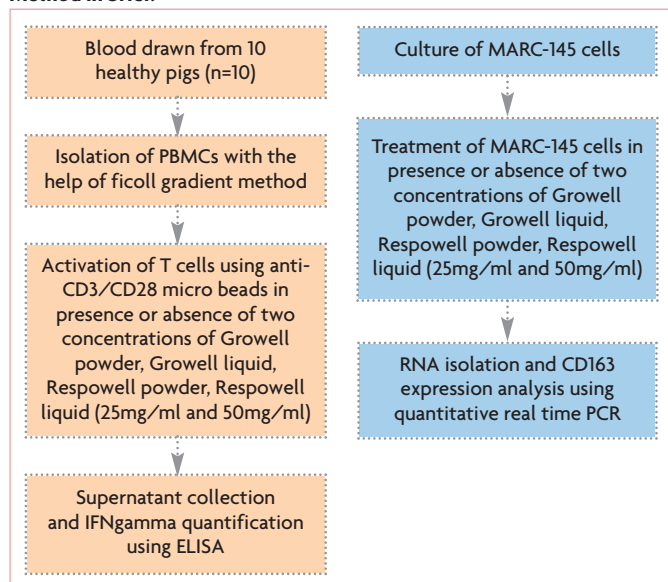 Blood drawn from 10
healthy pigs (n=10)
Isolation of PBMCs with the
help of ficoll gradient method
Activation of T cells using anti-
CD3/CD28 micro beads in
presence or absence of two
concentrations of Growell
powder, Growell liquid,
Respowell powder, Respowell
liquid (25mg/ml and 50mg/ml)
Supernatant collection
and IFNgamma quantification
using ELISA
Culture of MARC-145 cells
Treatment of MARC-145 cells in
presence or absence of two
concentrations of Growell
powder, Growell liquid,
Respowell powder, Respowell
liquid (25mg/ml and 50mg/ml)
RNA isolation and CD163
expression analysis using
quantitative real time PCR